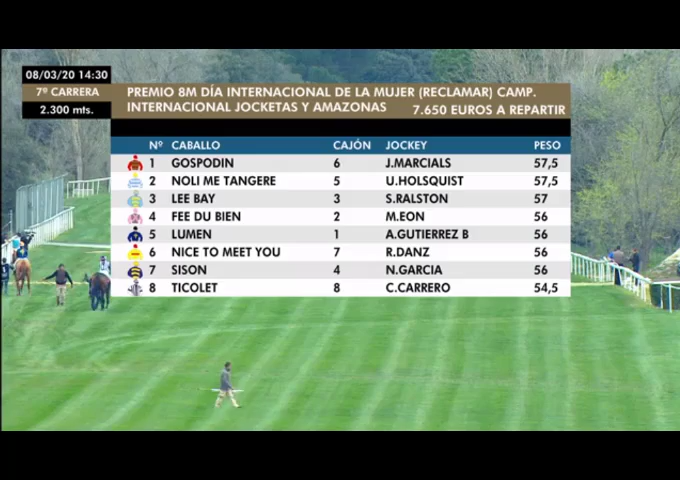 08/03/20 14:30
7º CARRERA
2.300 mts.
PREMIO 8M DÍA INTERNACIONAL DE LA MUJER (RECLAMAR) CAMP.
INTERNACIONAL JOCKETAS Y AMAZONAS 7.650 EUROS A REPARTIR
Nº CABALLO CAJÓN JOCKEY PESO
1 GOSPODIN 6 J.MARCIALS 57,5
2 NOLI ME TANGERE 5 U.HOLSQUIST 57,5
3 LEE BAY 3 S.RALSTON 57
4 FEE DU BIEN 2 M.EON 56
5 LUMEN 1 A.GUTIERREZ B 56
6 NICE TO MEET YOU 7 R.DANZ 56
7 SISON 4 N.GARCIA 56
8 TICOLET 8 C.CARRERO 54,5